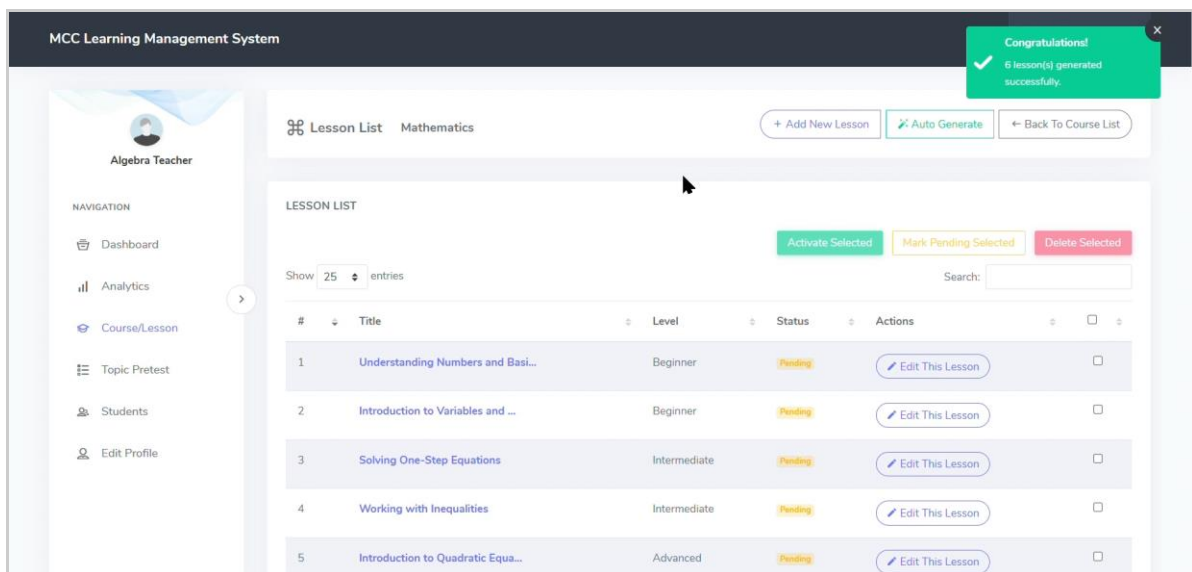 MCC Learning Management System
Congratulations!
6 lesson(s) generated
successfully.
Algebra Teacher
NAVIGATION
Dashboard
Analytics
Course/Lesson
Topic Pretest
Students
Edit Profile
Lesson List Mathematics
+ Add New Lesson Auto Generate ← Back To Course List
LESSON LIST
Activate Selected Mark Pending Selected Delete Selected
Show 25 entries Search:
# Title Level Status Actions
1 Understanding Numbers and Basi... Beginner Pending Edit This Lesson
2 Introduction to Variables and ... Beginner Pending Edit This Lesson
3 Solving One-Step Equations Intermediate Pending Edit This Lesson
4 Working with Inequalities Intermediate Pending Edit This Lesson
5 Introduction to Quadratic Equa... Advanced Pending Edit This Lesson